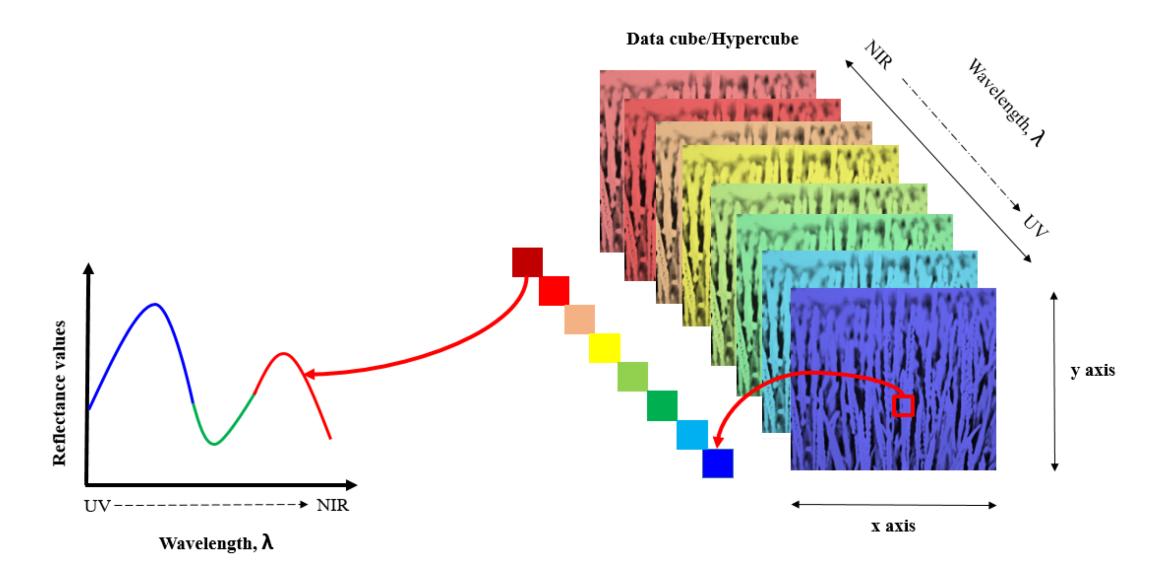 Data cube/Hypercube
NIR
Wavelength, λ
UV
y axis
x axis
Reflectance values
UV
NIR
Wavelength, λ